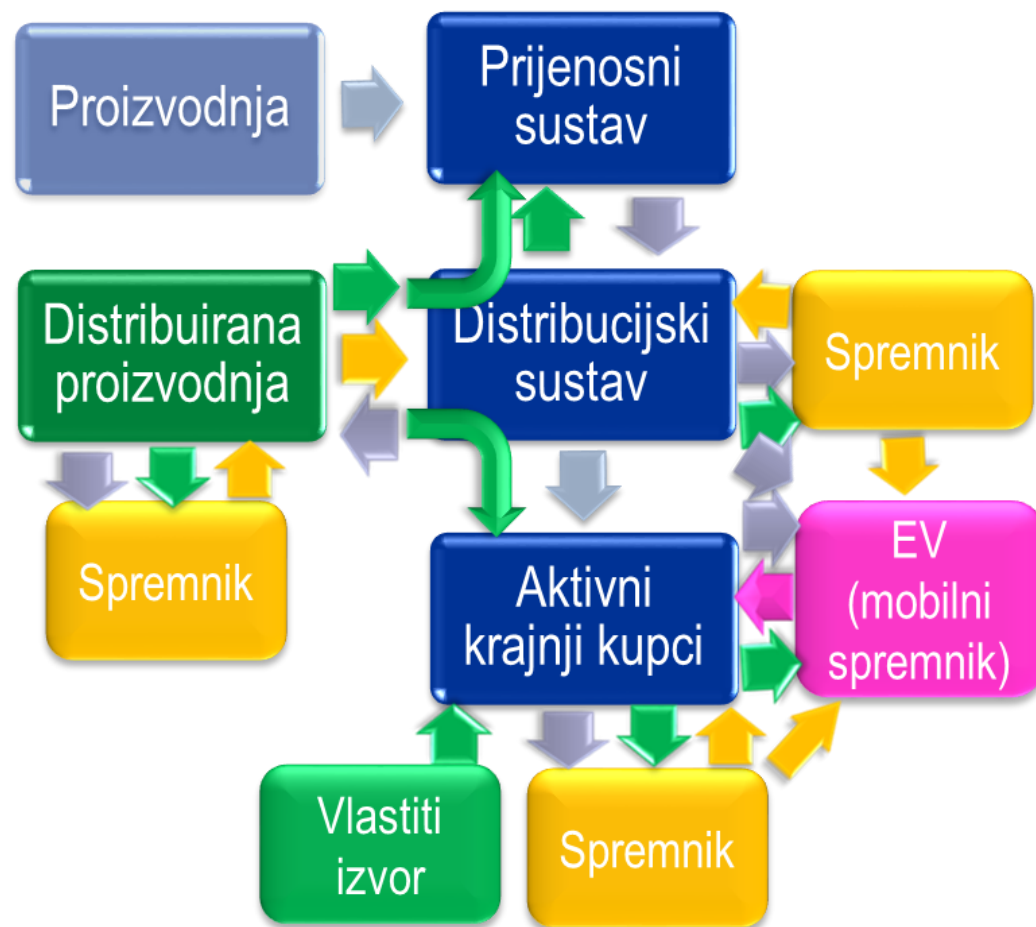 Proizvodnja
Prijenosni
sustav
Distribuirana
proizvodnja
Distribucijski
sustav
Spremnik
Spremnik
Aktivni
krajnji kupci
EV
(mobilni
spremnik)
Vlastiti
izvor
Spremnik